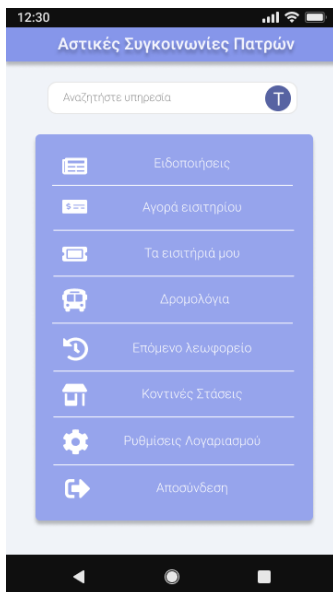 12:30
Αστικές Συγκοινωνίες Πατρών
Αναζητήστε υπηρεσία
T
Ειδοποιήσεις
$
Αγορά εισιτηρίου
Τα εισιτήριά μου
Δρομολόγια
Επόμενο λεωφορείο
Κοντινές Στάσεις
Ρυθμίσεις Λογαριασμού
Αποσύνδεση